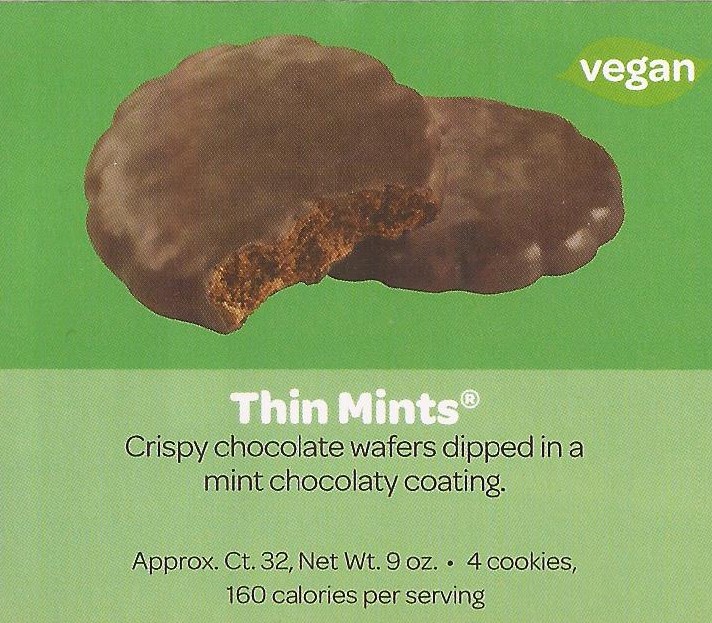 vegan
Thin Mints®
Crispy chocolate wafers dipped in a
mint chocolaty coating.
Approx. Ct. 32, Net Wt. 9 oz. • 4 cookies,
160 calories per serving